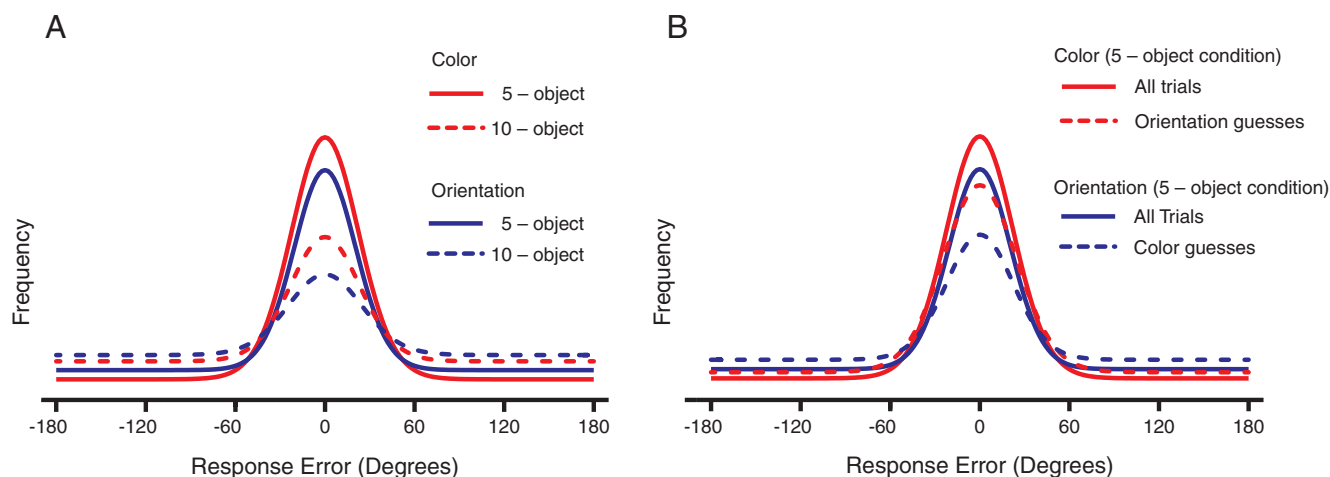 A
Color
5 – object
10 – object
Orientation
5 – object
10 – object
Frequency
-180 -120 -60 0 60 120 180
Response Error (Degrees)
B
Color (5 – object condition)
All trials
Orientation guesses
Orientation (5 – object condition)
All Trials
Color guesses
Frequency
-180 -120 -60 0 60 120 180
Response Error (Degrees)